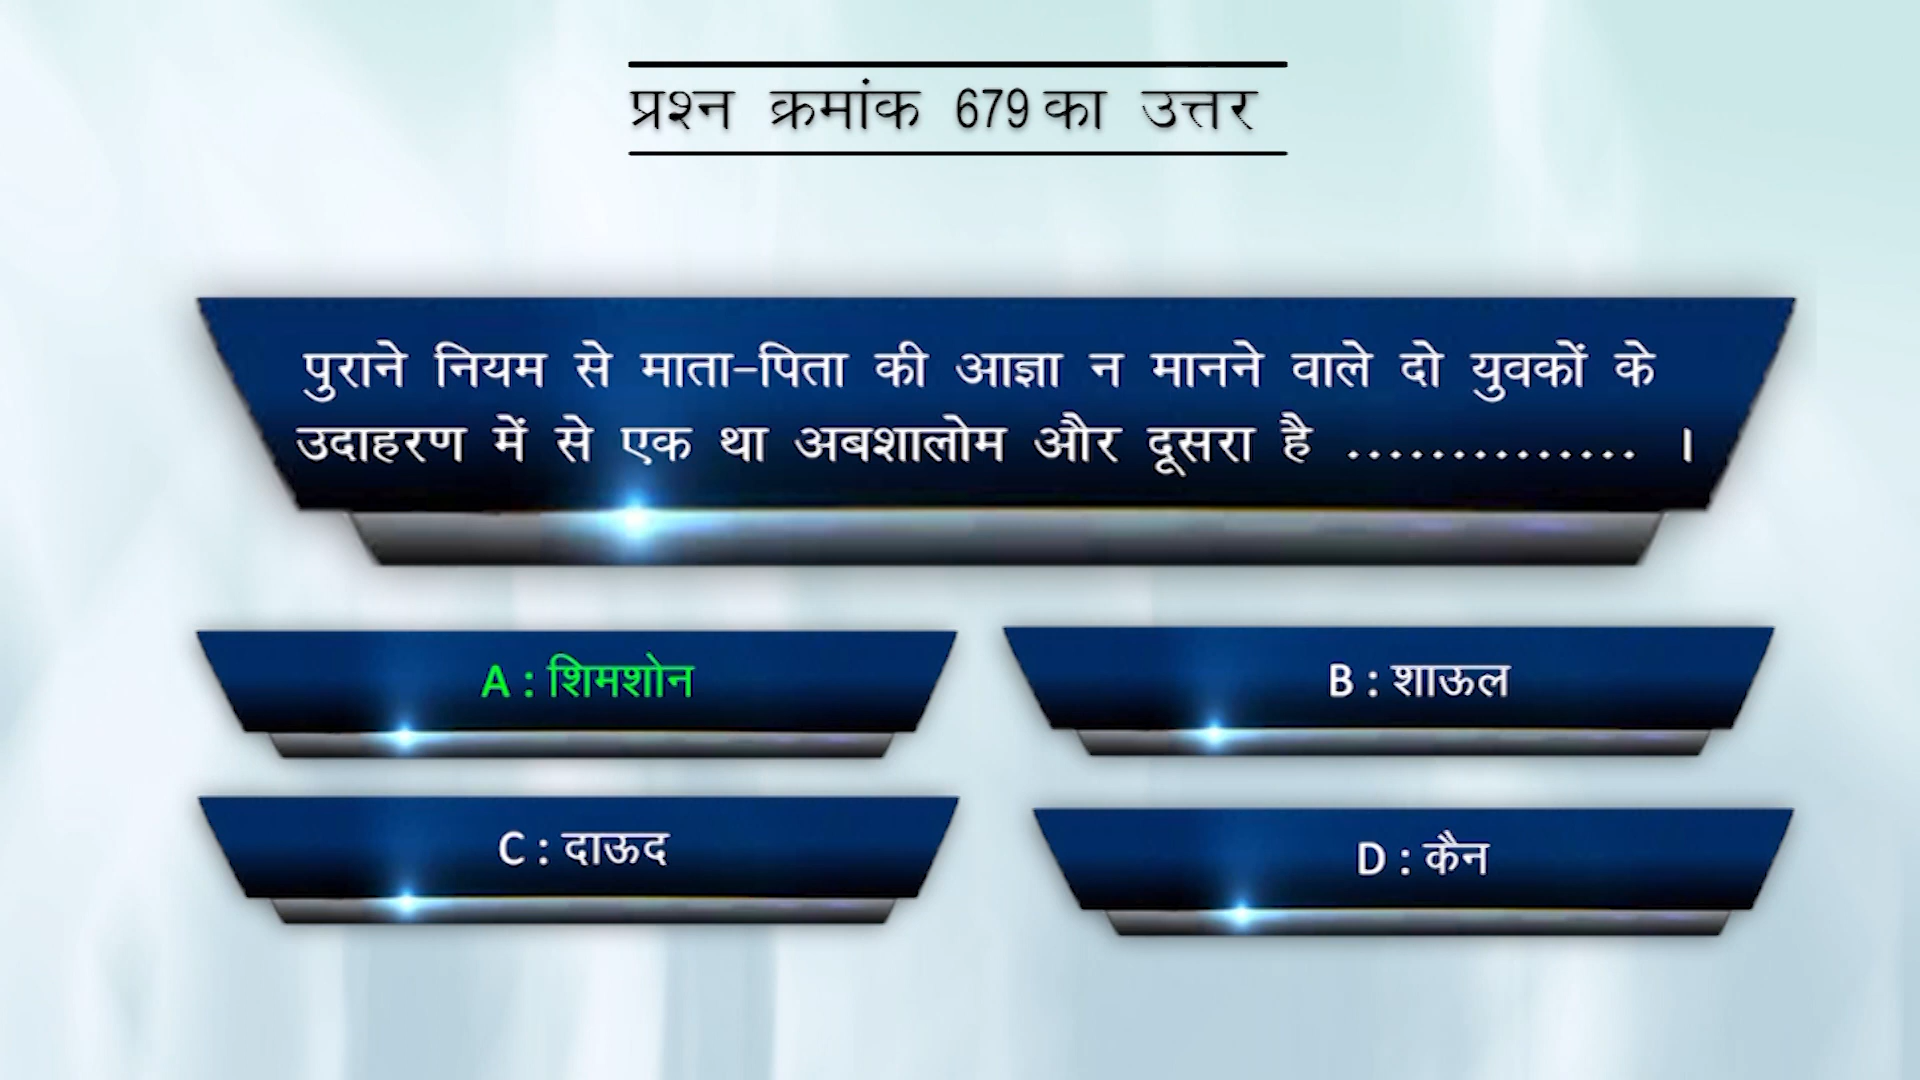 प्रश्न क्रमांक 679 का उत्तर
पुराने नियम से माता-पिता की आज्ञा न मानने वाले दो युवकों के
उदाहरण में से एक था अबशालोम और दूसरा है .............. ।
A : शिमशोन
B : शाऊल
C : दाऊद
D : कैन